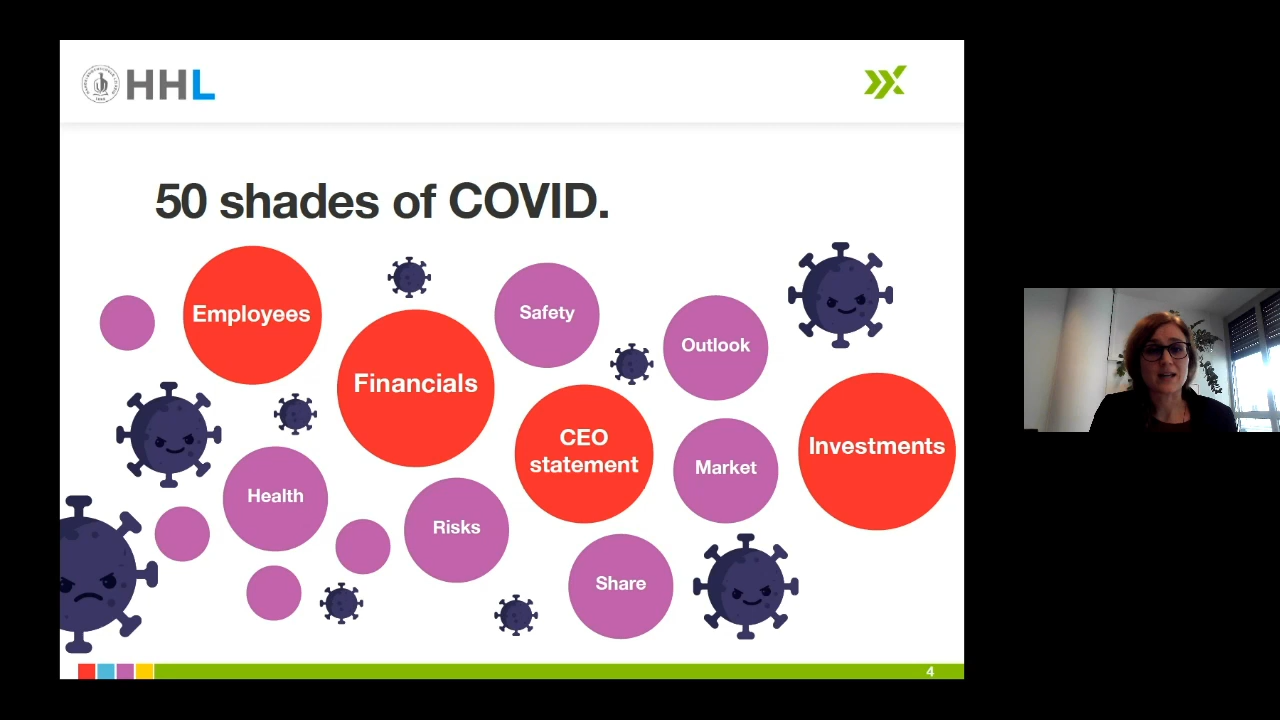 HHL
50 shades of COVID.
Employees
Safety
Outlook
Financials
CEO
statement
Investments
Market
Health
Risks
Share
4